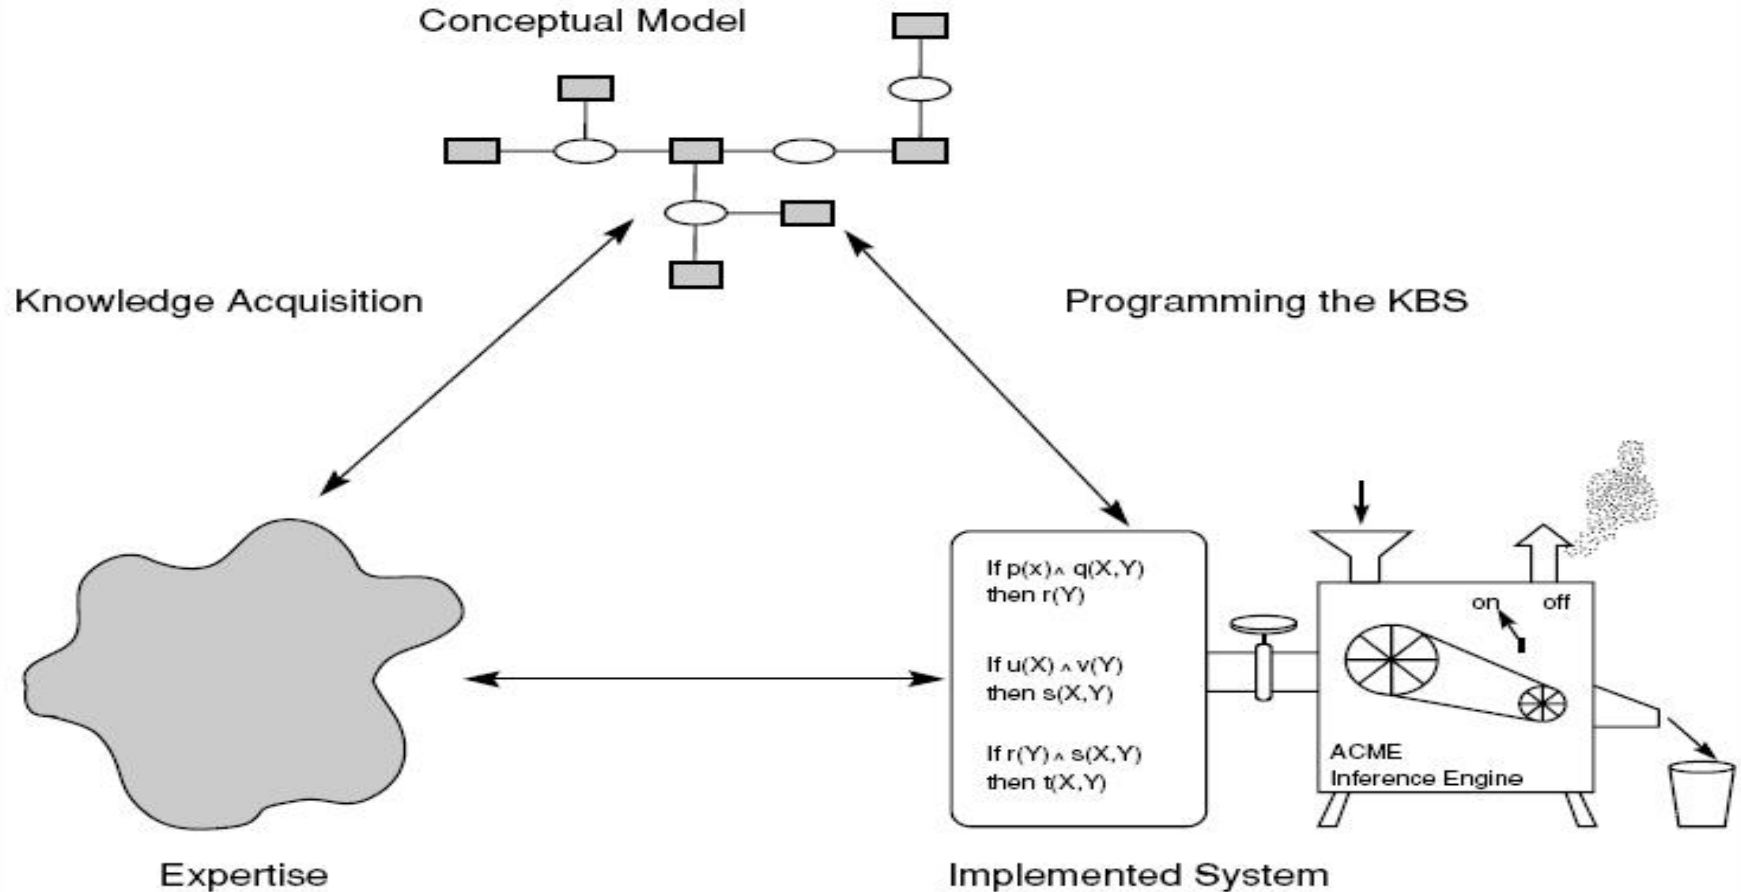 Conceptual Model
Knowledge Acquisition
Programming the KBS
If p(x) ∧ q(X,Y)
then r(Y)
If u(X) ∧ v(Y)
then s(X,Y)
If r(Y) ∧ s(X,Y)
then t(X,Y)
on off
ACME
Inference Engine
Expertise
Implemented System